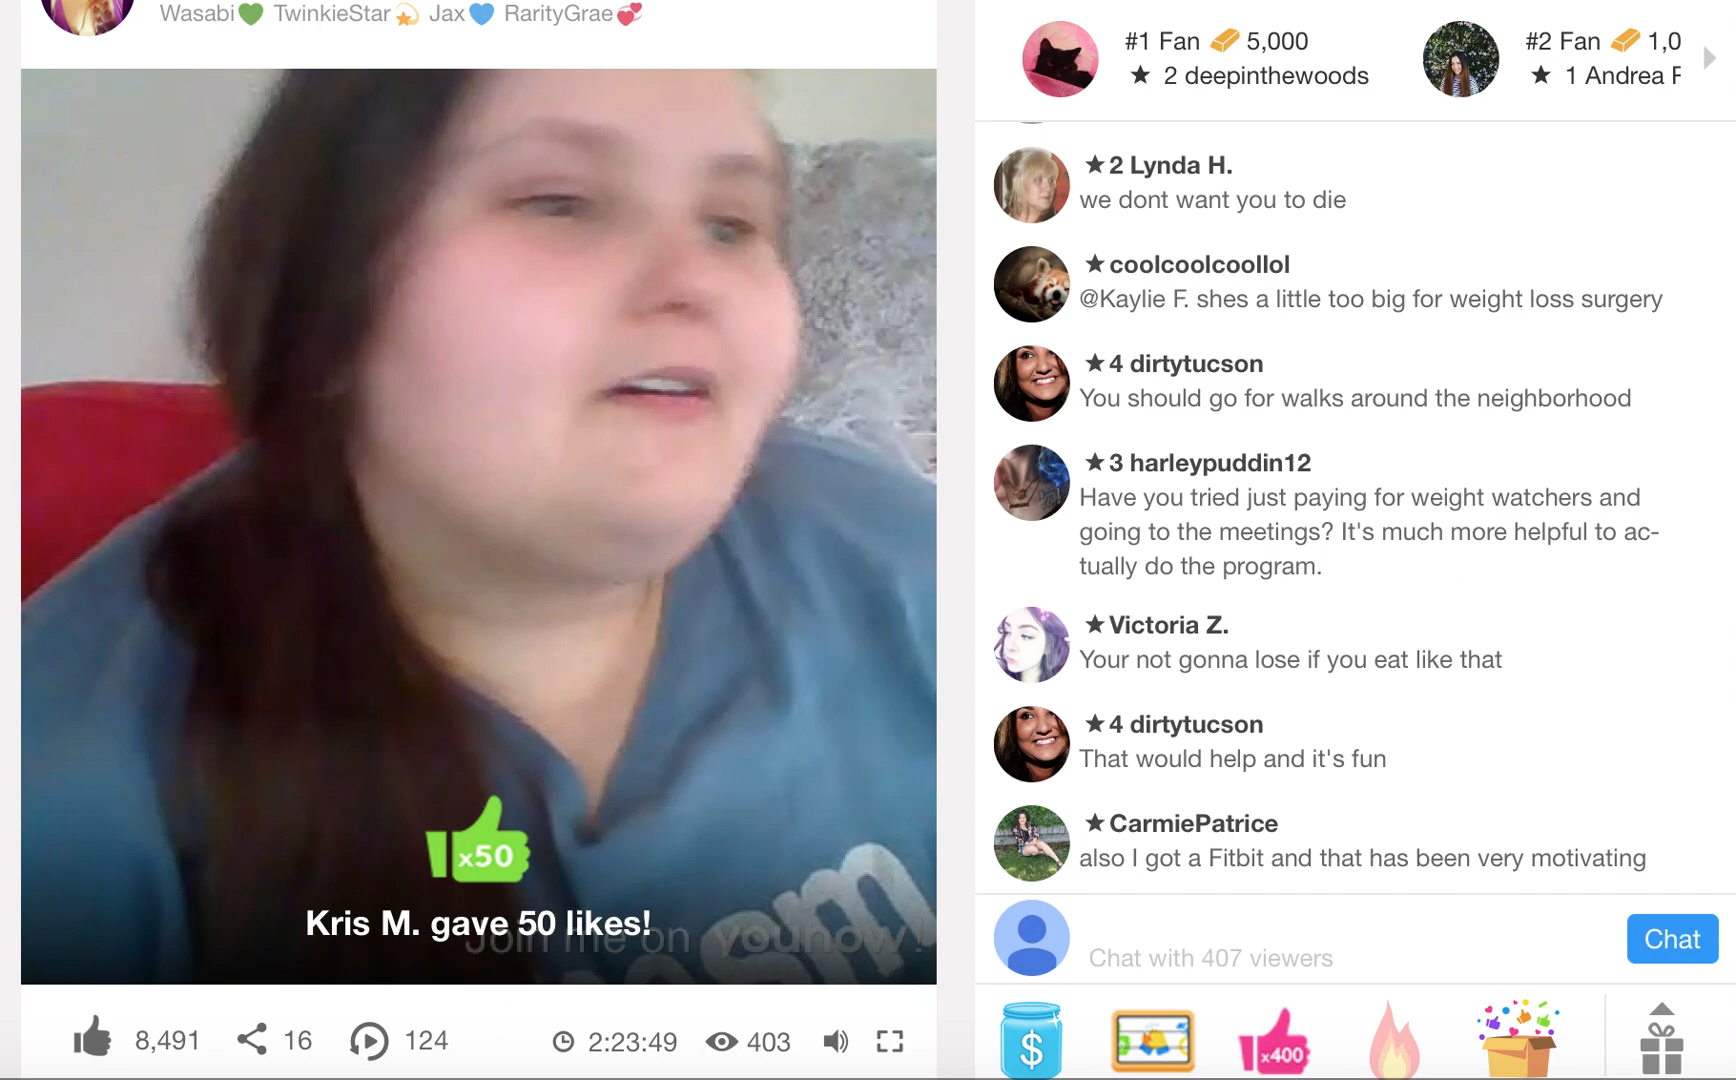 Wasabi💚 TwinkieStar💫 Jax💙 RarityGrae💞
#1 Fan 5,000
★ 2 deepinthewoods
#2 Fan 1,0
★ 1 Andrea F
★2 Lynda H.
we dont want you to die
★coolcoolcoollol
@Kaylie F. shes a little too big for weight loss surgery
★4 dirtytucson
You should go for walks around the neighborhood
★3 harleypuddin12
Have you tried just paying for weight watchers and
going to the meetings? It's much more helpful to ac-
tually do the program.
★Victoria Z.
Your not gonna lose if you eat like that
★4 dirtytucson
That would help and it's fun
★CarmiePatrice
also I got a Fitbit and that has been very motivating
x50
Kris M. gave 50 likes!
Join me on younow!
Chat with 407 viewers
Chat
8,491 16 124 2:23:49 403
$
x400